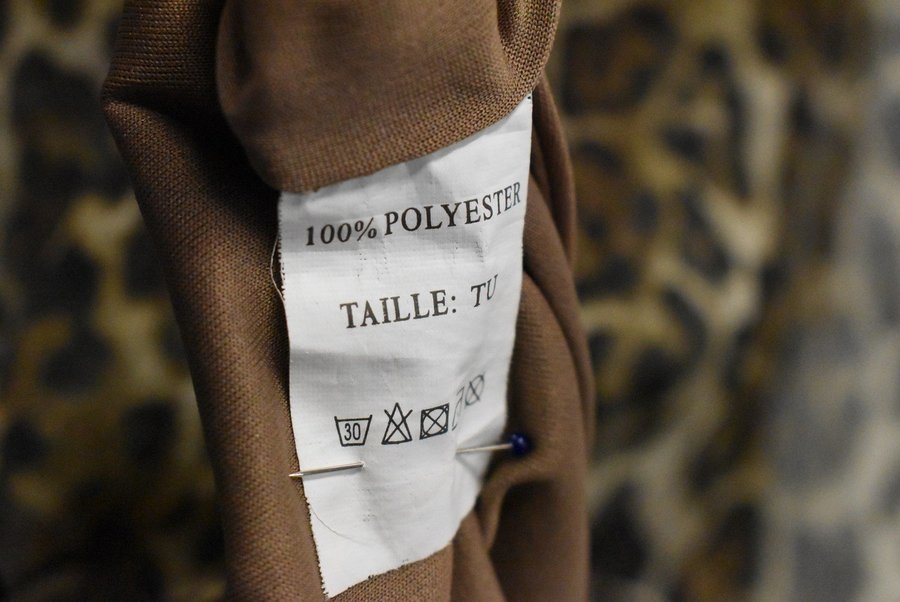 100% POLYESTER
TAILLE: TU
30